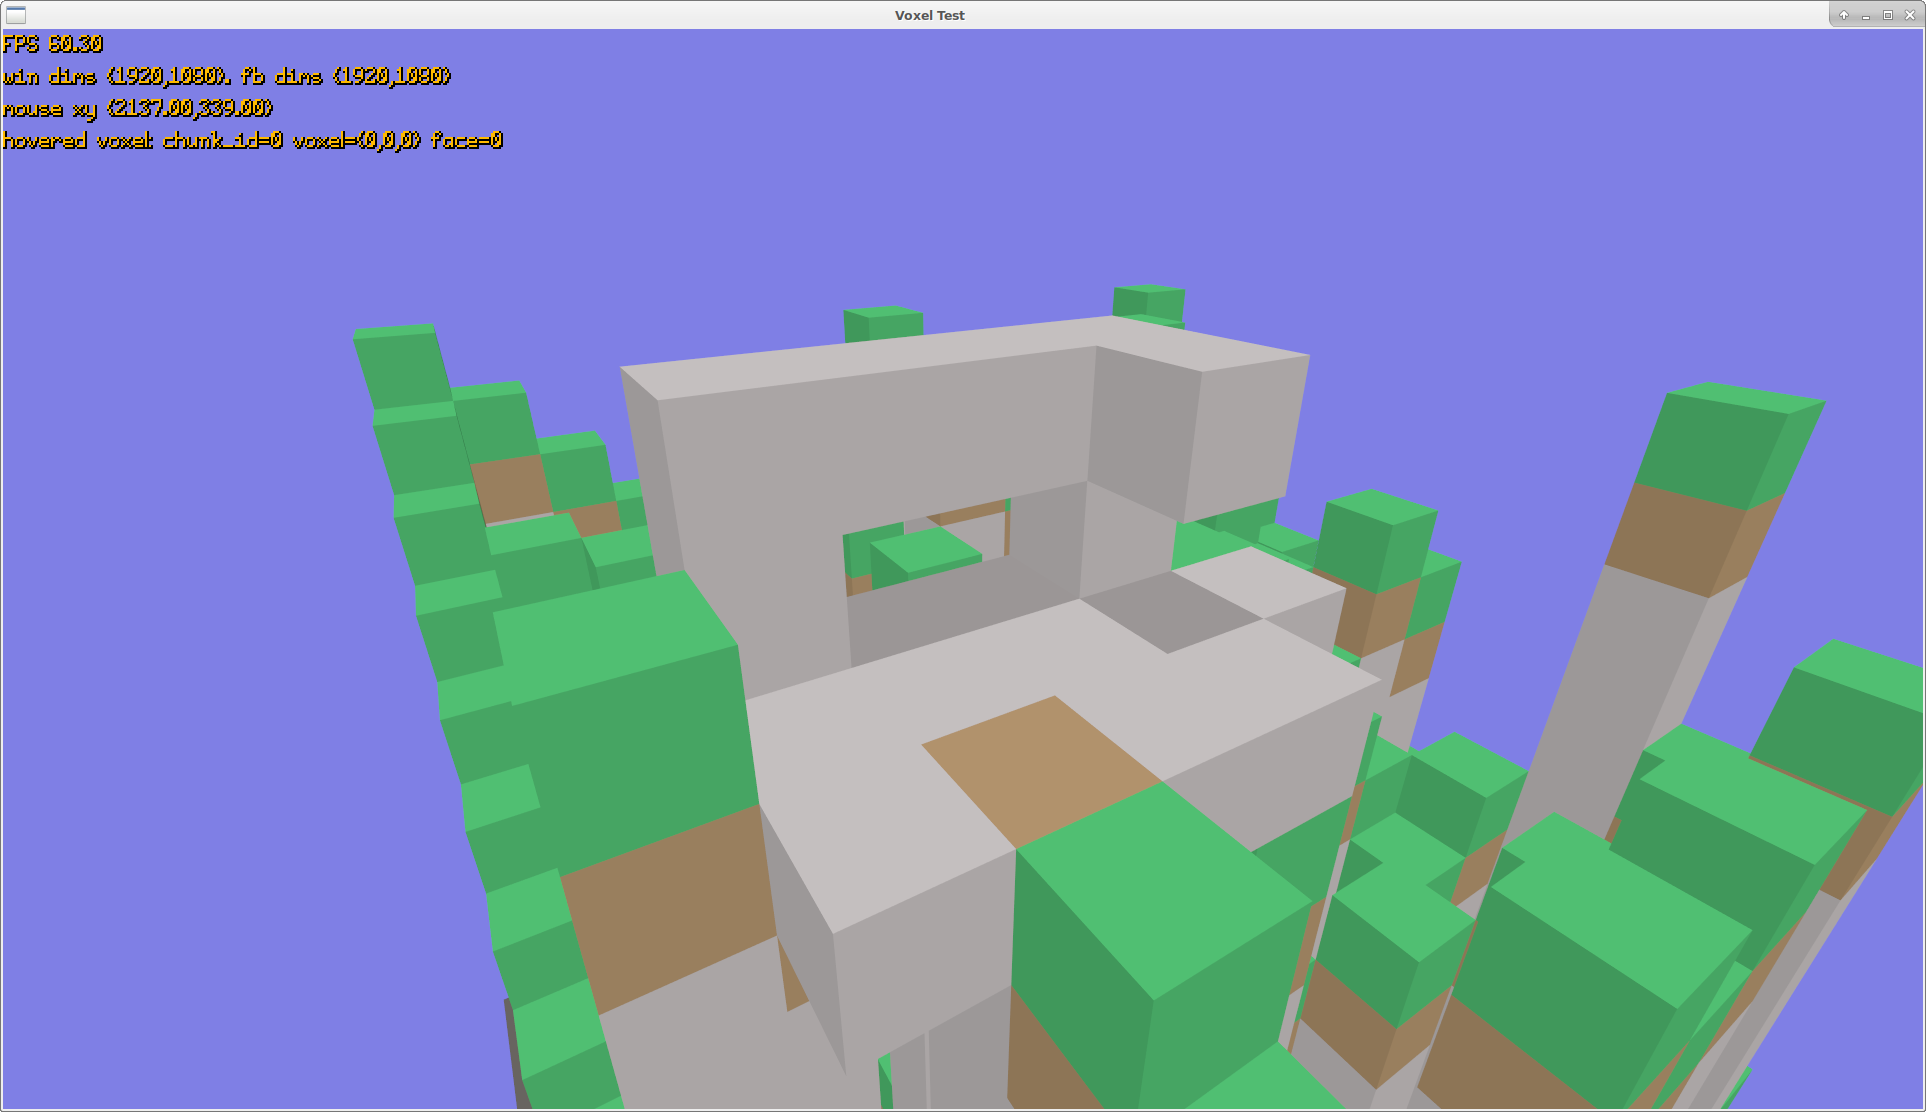 Voxel Test
FPS 60.30
win dims (1920,1080). fb dims (1920,1080)
mouse xy (2137.00,339.00)
hovered voxel: chunk_id=0 voxel=(0,0,0) face=0